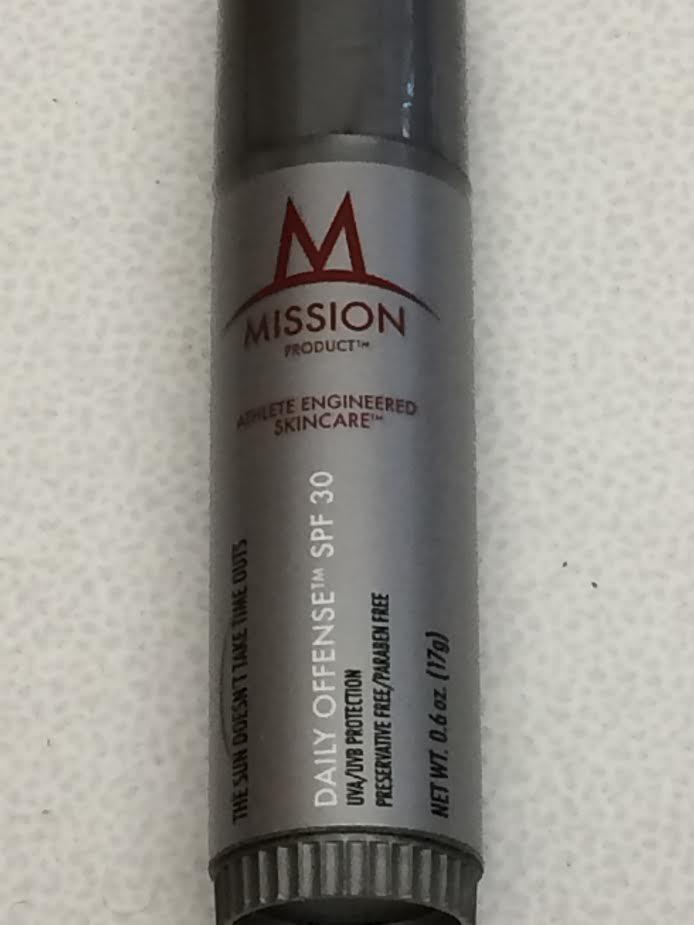 M
MISSION
PRODUCT™
ATHLETE ENGINEERED
SKINCARE™
THE SUN DOESN'T TAKE TIME OUTS
DAILY OFFENSE™ SPF 30
UVA/UVB PROTECTION
PRESERVATIVE FREE/PARABEN FREE
NET WT. 0.6 oz. (17g)